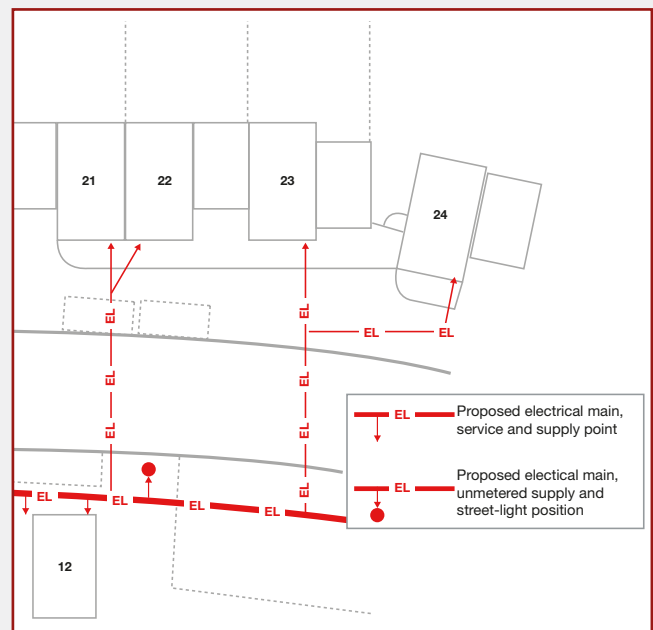 21
22
23
24
EL
EL
EL
EL
EL
EL
EL
EL
EL
EL
EL
EL
12
EL
Proposed electrical main,
service and supply point
EL
Proposed electical main,
unmetered supply and
street-light position